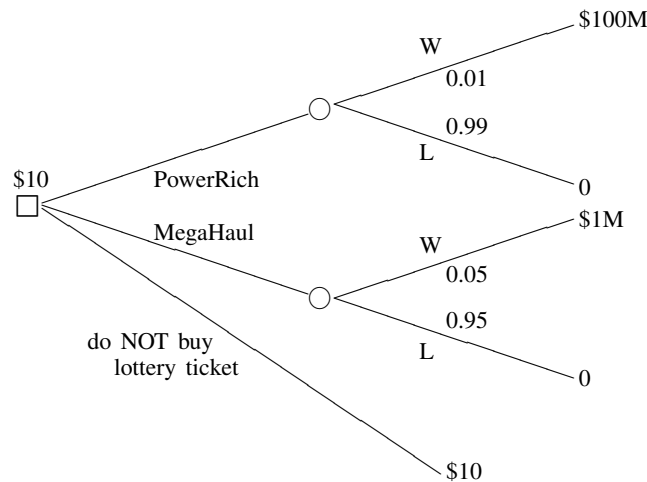 $100M
W
0.01
0.99
L
0
$10
PowerRich
MegaHaul
$1M
W
0.05
0.95
L
0
do NOT buy
lottery ticket
$10